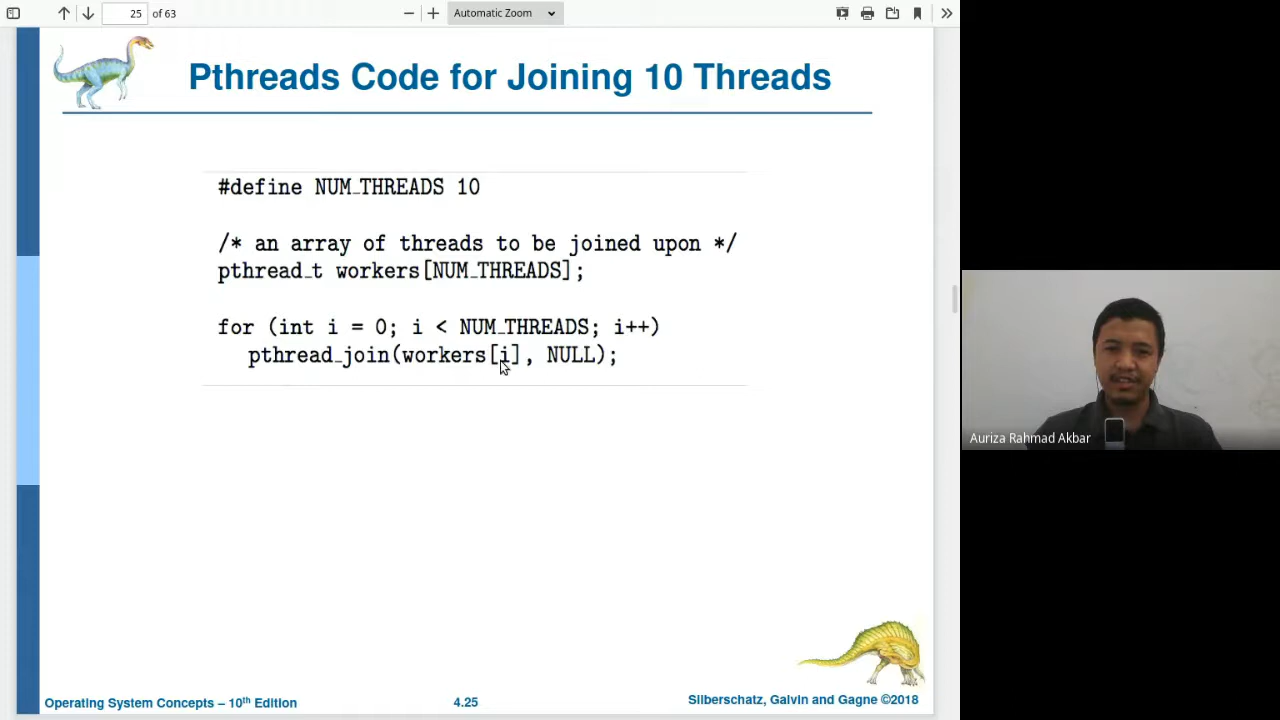 25 of 63
Automatic Zoom
Pthreads Code for Joining 10 Threads
#define NUM_THREADS 10
/* an array of threads to be joined upon */
pthread_t workers[NUM_THREADS];
for (int i = 0; i < NUM_THREADS; i++)
pthread_join(workers[i], NULL);
Auriza Rahmad Akbar
Operating System Concepts – 10th Edition
4.25
Silberschatz, Galvin and Gagne ©2018